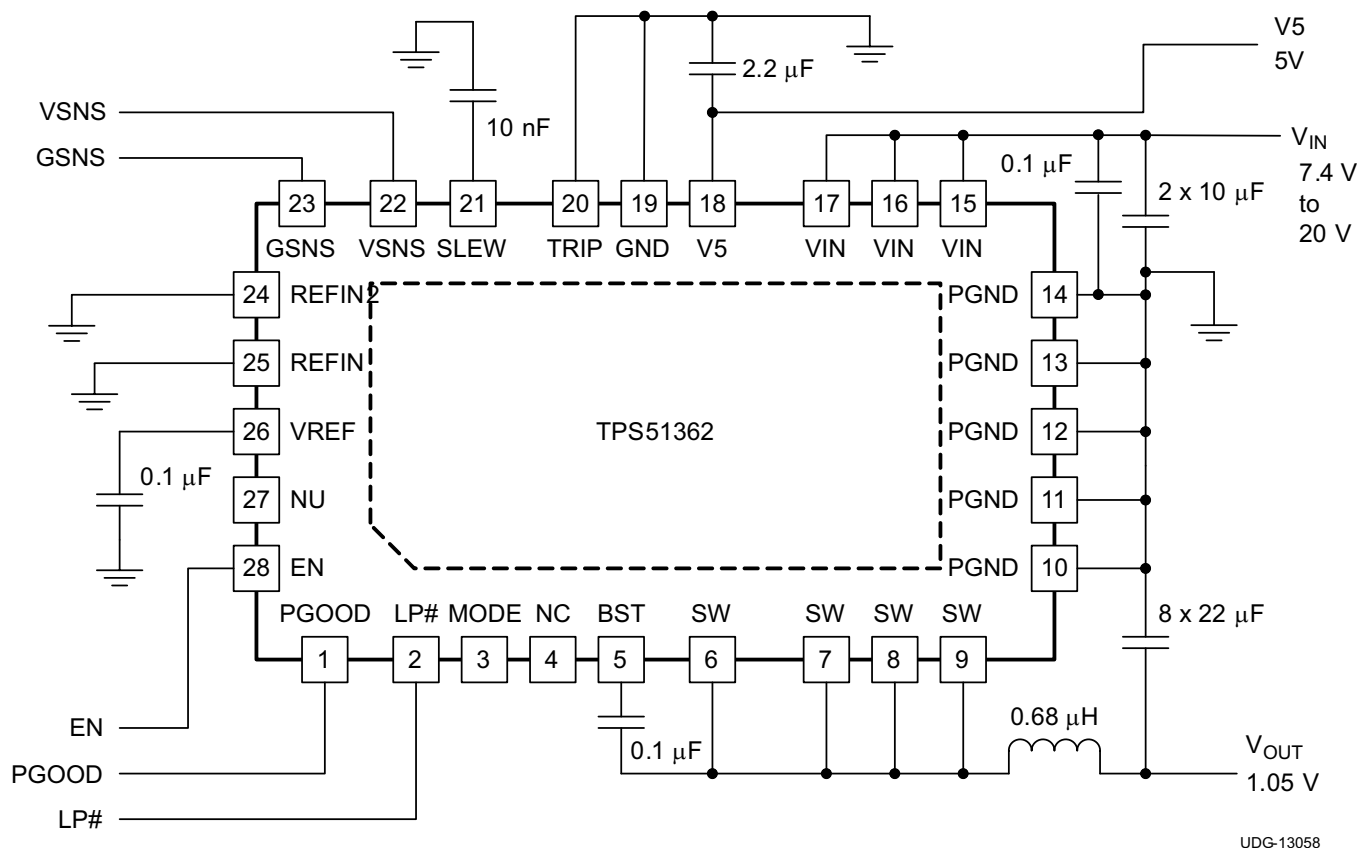 V5
5V
2.2 μF
VSNS
10 nF
GSNS
VIN
7.4 V
to
20 V
0.1 μF
2 x 10 μF
23 22 21 20 19 18 17 16 15
GSNS VSNS SLEW TRIP GND V5 VIN VIN VIN
24 REFIN2
PGND 14
25 REFIN
PGND 13
26 VREF
TPS51362
PGND 12
0.1 μF
27 NU
PGND 11
28 EN
PGND 10
PGOOD LP# MODE NC BST SW SW SW SW
8 x 22 μF
1 2 3 4 5 6 7 8 9
0.68 μH
EN
0.1 μF
VOUT
1.05 V
PGOOD
LP#
UDG-13058